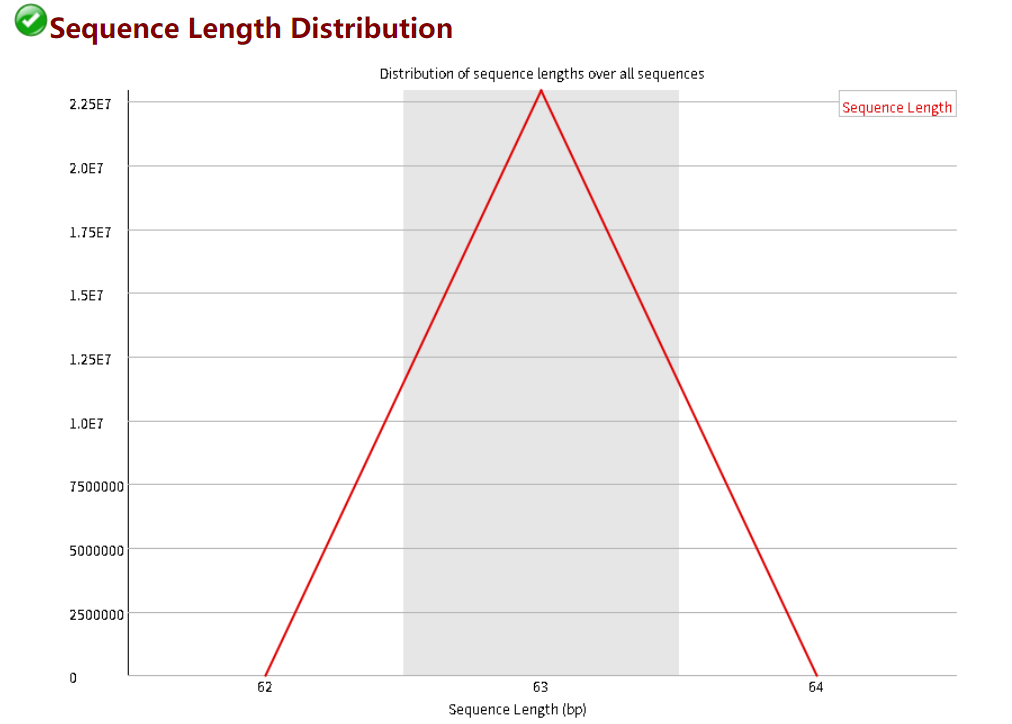 Sequence Length Distribution
Distribution of sequence lengths over all sequences
Sequence Length
2.25E7
2.0E7
1.75E7
1.5E7
1.25E7
1.0E7
7500000
5000000
2500000
0
62 63 64
Sequence Length (bp)